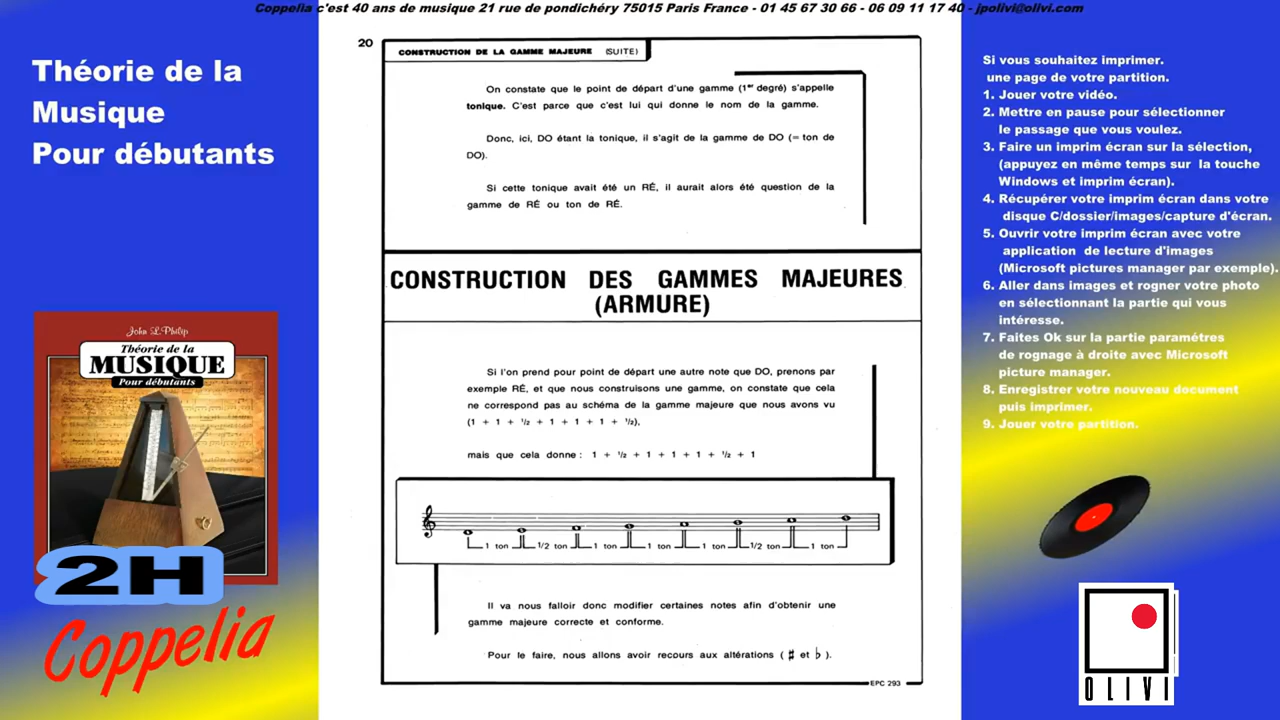 Coppelia c'est 40 ans de musique 21 rue de pondichéry 75015 Paris France - 01 45 67 30 66 - 06 09 11 17 40 - jpolivi@olivi.com
Théorie de la
Musique
Pour débutants
John L.Philip
Théorie de la
MUSIQUE
Pour débutants
2H
Coppelia
20
CONSTRUCTION DE LA GAMME MAJEURE (SUITE)
On constate que le point de départ d'une gamme (1er degré) s'appelle
tonique. C'est parce que c'est lui qui donne le nom de la gamme.
Donc, ici, DO étant la tonique, il s'agit de la gamme de DO (= ton de
DO).
Si cette tonique avait été un RÉ, il aurait alors été question de la
gamme de RÉ ou ton de RÉ.
CONSTRUCTION DES GAMMES MAJEURES
(ARMURE)
Si l'on prend pour point de départ une autre note que DO, prenons par
exemple RÉ, et que nous construisons une gamme, on constate que cela
ne correspond pas au schéma de la gamme majeure que nous avons vu
(1 + 1 + 1/2 + 1 + 1 + 1 + 1/2),
mais que cela donne : 1 + 1/2 + 1 + 1 + 1 + 1/2 + 1
1 ton 1/2 ton 1 ton 1 ton 1 ton 1/2 ton 1 ton
Il va nous falloir donc modifier certaines notes afin d'obtenir une
gamme majeure correcte et conforme.
Pour le faire, nous allons avoir recours aux altérations ( ♯ et ♭ ).
EPC 293
Si vous souhaitez imprimer.
une page de votre partition.
1. Jouer votre vidéo.
2. Mettre en pause pour sélectionner
le passage que vous voulez.
3. Faire un imprim écran sur la sélection,
(appuyez en même temps sur la touche
Windows et imprim écran).
4. Récupérer votre imprim écran dans votre
disque C/dossier/images/capture d'écran.
5. Ouvrir votre imprim écran avec votre
application de lecture d'images
(Microsoft pictures manager par exemple).
6. Aller dans images et rogner votre photo
en sélectionnant la partie qui vous
intéresse.
7. Faites Ok sur la partie paramétres
de rognage à droite avec Microsoft
picture manager.
8. Enregistrer votre nouveau document
puis imprimer.
9. Jouer votre partition.
OLIVI